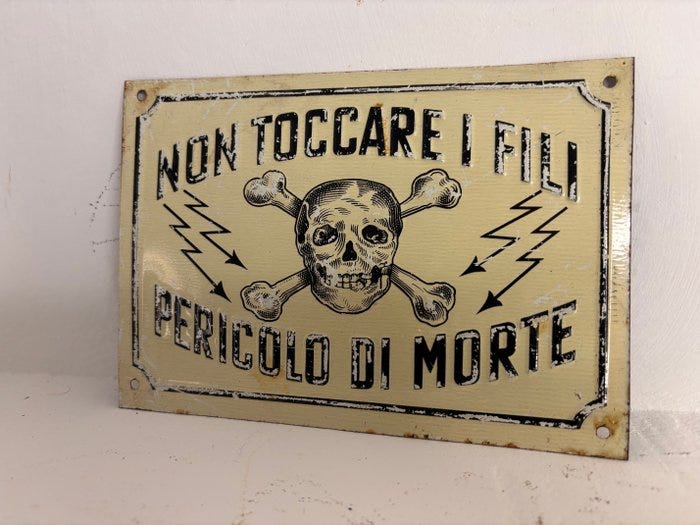 NON TOCCARE I FILI
PERICOLO DI MORTE